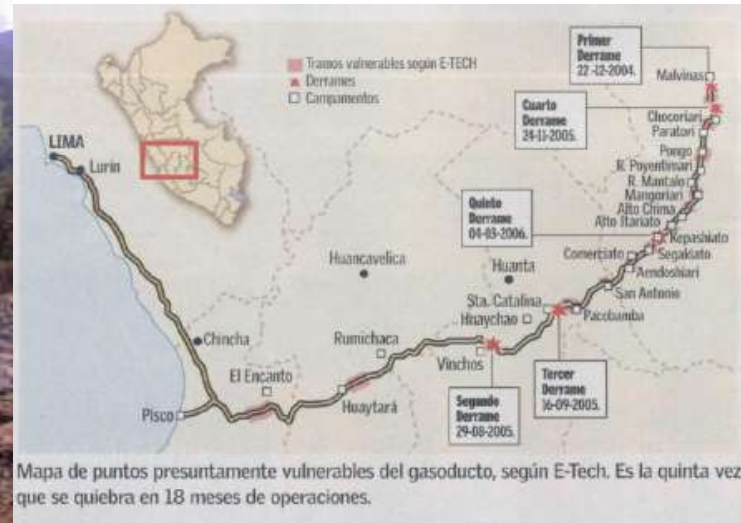 Tramos vulnerables según E-TECH
Derrames
Campamentos
Primer
Derrame
22-12-2004.
Malvinas
Cuarto
Derrame
24-11-2005.
Chocoriari
Paratori
Pongo
R. Poyentimari
R. Mantalo
Mangoriari
Alto Chima
Alto Itariato
Quinto
Derrame
04-03-2006.
Kepashiato
Segakiato
Comerciato
Aendoshiari
San Antonio
Pacobamba
LIMA
Lurín
Huancavelica
Huanta
Sta. Catalina
Huaychao
Chincha
Rumichaca
Vinchos
El Encanto
Huaytará
Pisco
Segundo
Derrame
29-08-2005.
Tercer
Derrame
16-09-2005.
Mapa de puntos presuntamente vulnerables del gasoducto, según E-Tech. Es la quinta vez
que se quiebra en 18 meses de operaciones.